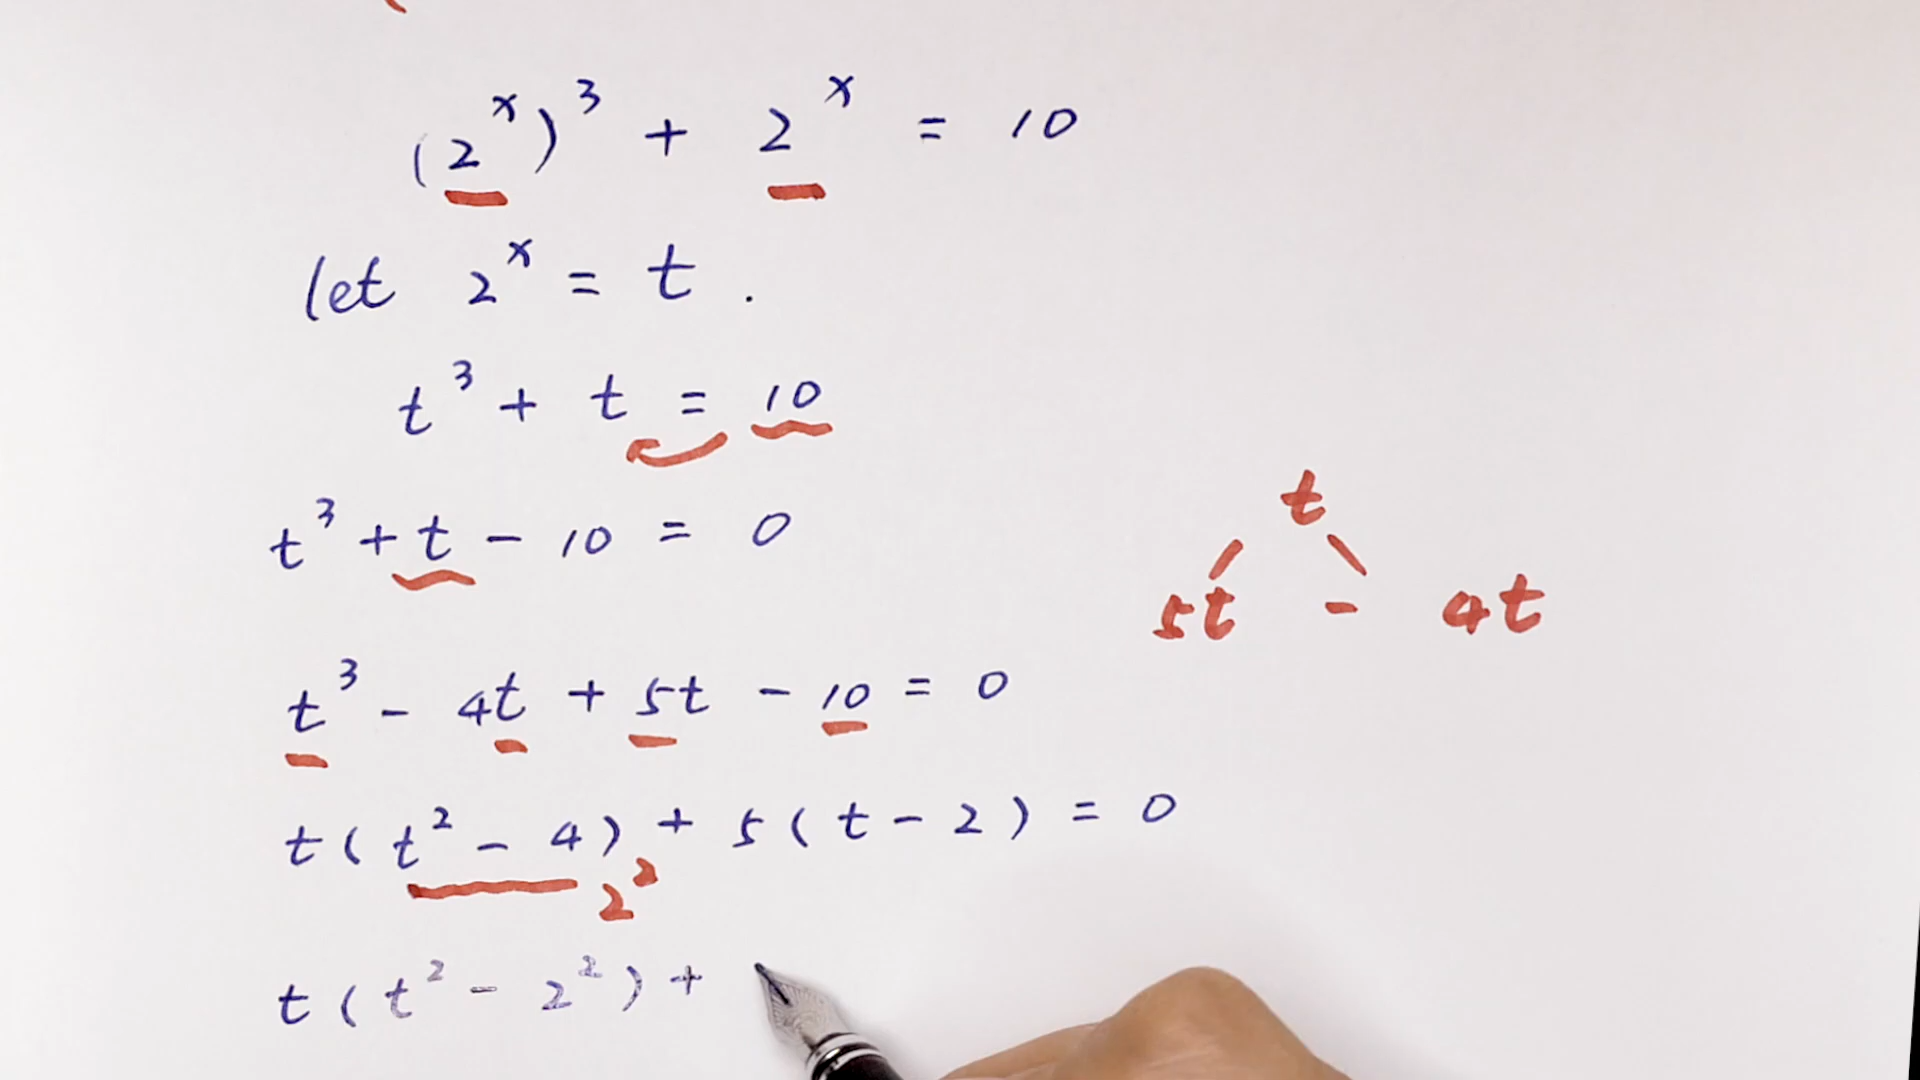 (2^x)^3 + 2^x = 10
let 2^x = t .
t^3 + t = 10
t^3 + t - 10 = 0
t
5t - 4t
t^3 - 4t + 5t - 10 = 0
t(t^2 - 4) + 5(t - 2) = 0
2^2
t(t^2 - 2^2) +